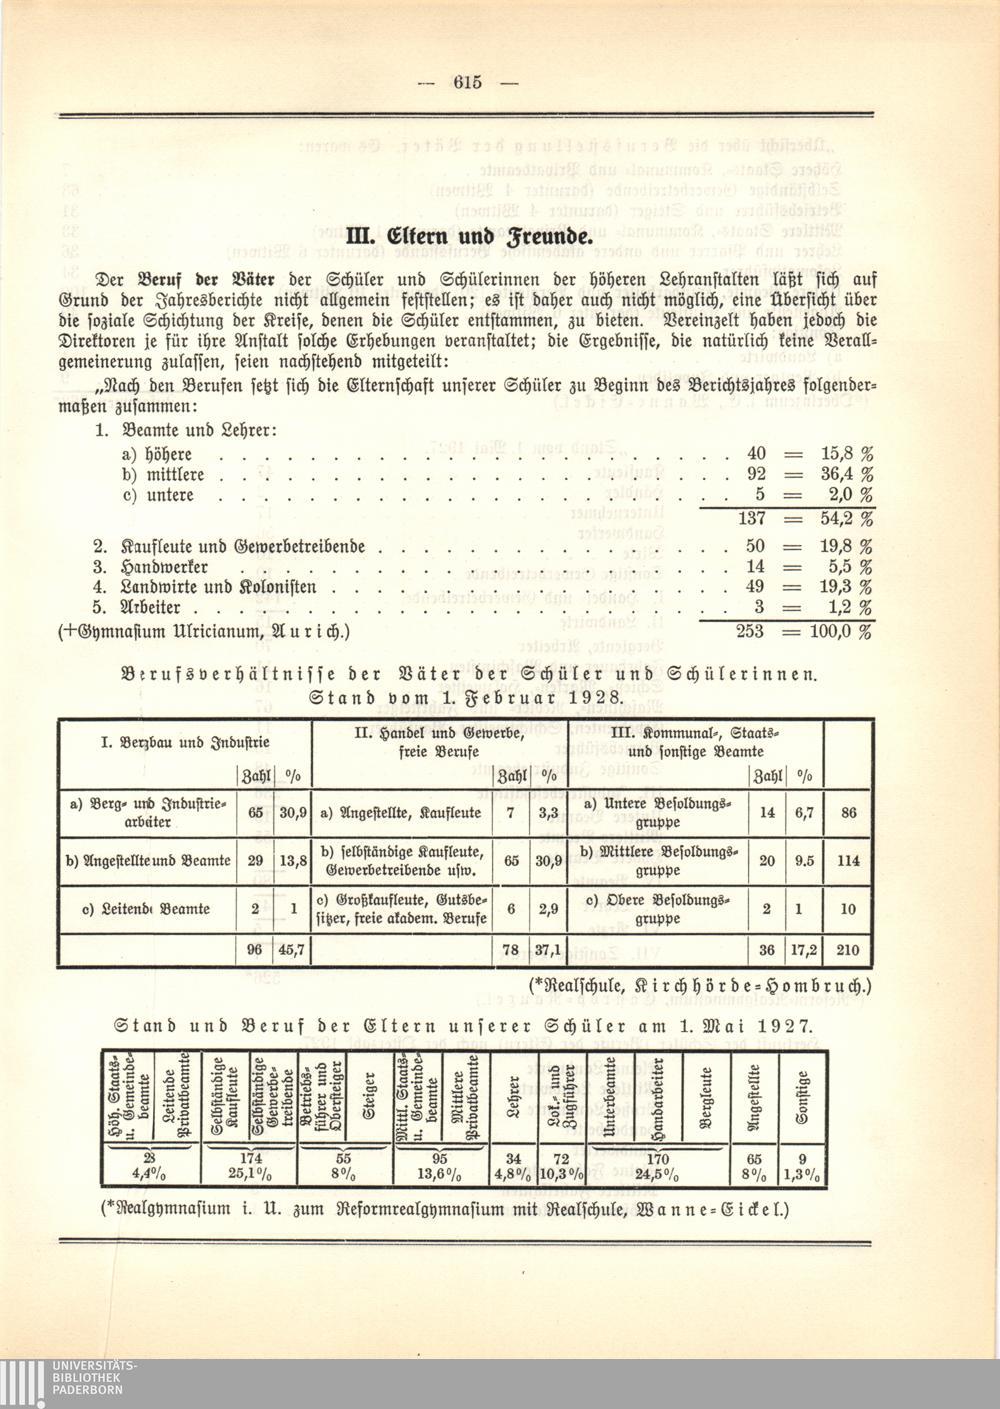 — 615 —
III. Eltern und Freunde.
Der Beruf der Väter der Schüler und Schülerinnen der höheren Lehranstalten läßt sich auf
Grund der Jahresberichte nicht allgemein feststellen; es ist daher auch nicht möglich, eine Übersicht über
die soziale Schichtung der Kreise, denen die Schüler entstammen, zu bieten. Vereinzelt haben jedoch die
Direktoren je für ihre Anstalt solche Erhebungen veranstaltet; die Ergebnisse, die natürlich keine Verall-
gemeinerung zulassen, seien nachstehend mitgeteilt:
„Nach den Berufen setzt sich die Elternschaft unserer Schüler zu Beginn des Berichtsjahres folgender-
maßen zusammen:
1. Beamte und Lehrer:
a) höhere . . . . . . . . . . . . . . . . . . . . . . 40 = 15,8 %
b) mittlere . . . . . . . . . . . . . . . . . . . . . . 92 = 36,4 %
c) untere . . . . . . . . . . . . . . . . . . . . . . 5 = 2,0 %
137 = 54,2 %
2. Kaufleute und Gewerbetreibende . . . . . . . . . . . . . . . 50 = 19,8 %
3. Handwerker . . . . . . . . . . . . . . . . . . . . . 14 = 5,5 %
4. Landwirte und Kolonisten . . . . . . . . . . . . . . . . . 49 = 19,3 %
5. Arbeiter . . . . . . . . . . . . . . . . . . . . . . . 3 = 1,2 %
(+Gymnasium Ulricianum, Aurich.) 253 = 100,0 %
Berufsverhältnisse der Väter der Schüler und Schülerinnen.
Stand vom 1. Februar 1928.
I. Bergbau und Industrie
Zahl %
II. Handel und Gewerbe,
freie Berufe
Zahl %
III. Kommunal-, Staats-
und sonstige Beamte
Zahl %
a) Berg- und Industrie-
arbeiter 65 30,9 a) Angestellte, Kaufleute 7 3,3 a) Untere Besoldungs-
gruppe 14 6,7 86
b) Angestellte und Beamte 29 13,8 b) selbständige Kaufleute,
Gewerbetreibende usw. 65 30,9 b) Mittlere Besoldungs-
gruppe 20 9.5 114
c) Leitende Beamte 2 1 c) Großkaufleute, Gutsbe-
sitzer, freie akadem. Berufe 6 2,9 c) Obere Besoldungs-
gruppe 2 1 10
96 45,7 78 37,1 36 17,2 210
(*Realschule, Kirchhörde-Hombruch.)
Stand und Beruf der Eltern unserer Schüler am 1. Mai 1927.
Höh. Staats-
u. Gemeinde-
beamte
Leitende
Privatbeamte
Selbständige
Kaufleute
Selbständige
Gewerbe-
treibende
Betriebs-
führer und
Obersteiger
Steiger
Mittl. Staats-
u. Gemeinde-
beamte
Mittlere
Privatbeamte
Lehrer
Lok.- und
Zugführer
Unterbeamte
Handarbeiter
Bergleute
Angestellte
Sonstige
28 174 55 95 34 72 170 65 9
4,4% 25,1% 8% 13,6% 4,8% 10,3% 24,5% 8% 1,3%
(*Realgymnasium i. U. zum Reformrealgymnasium mit Realschule, Wanne-Eickel.)
UNIVERSITÄTS-
BIBLIOTHEK
PADERBORN